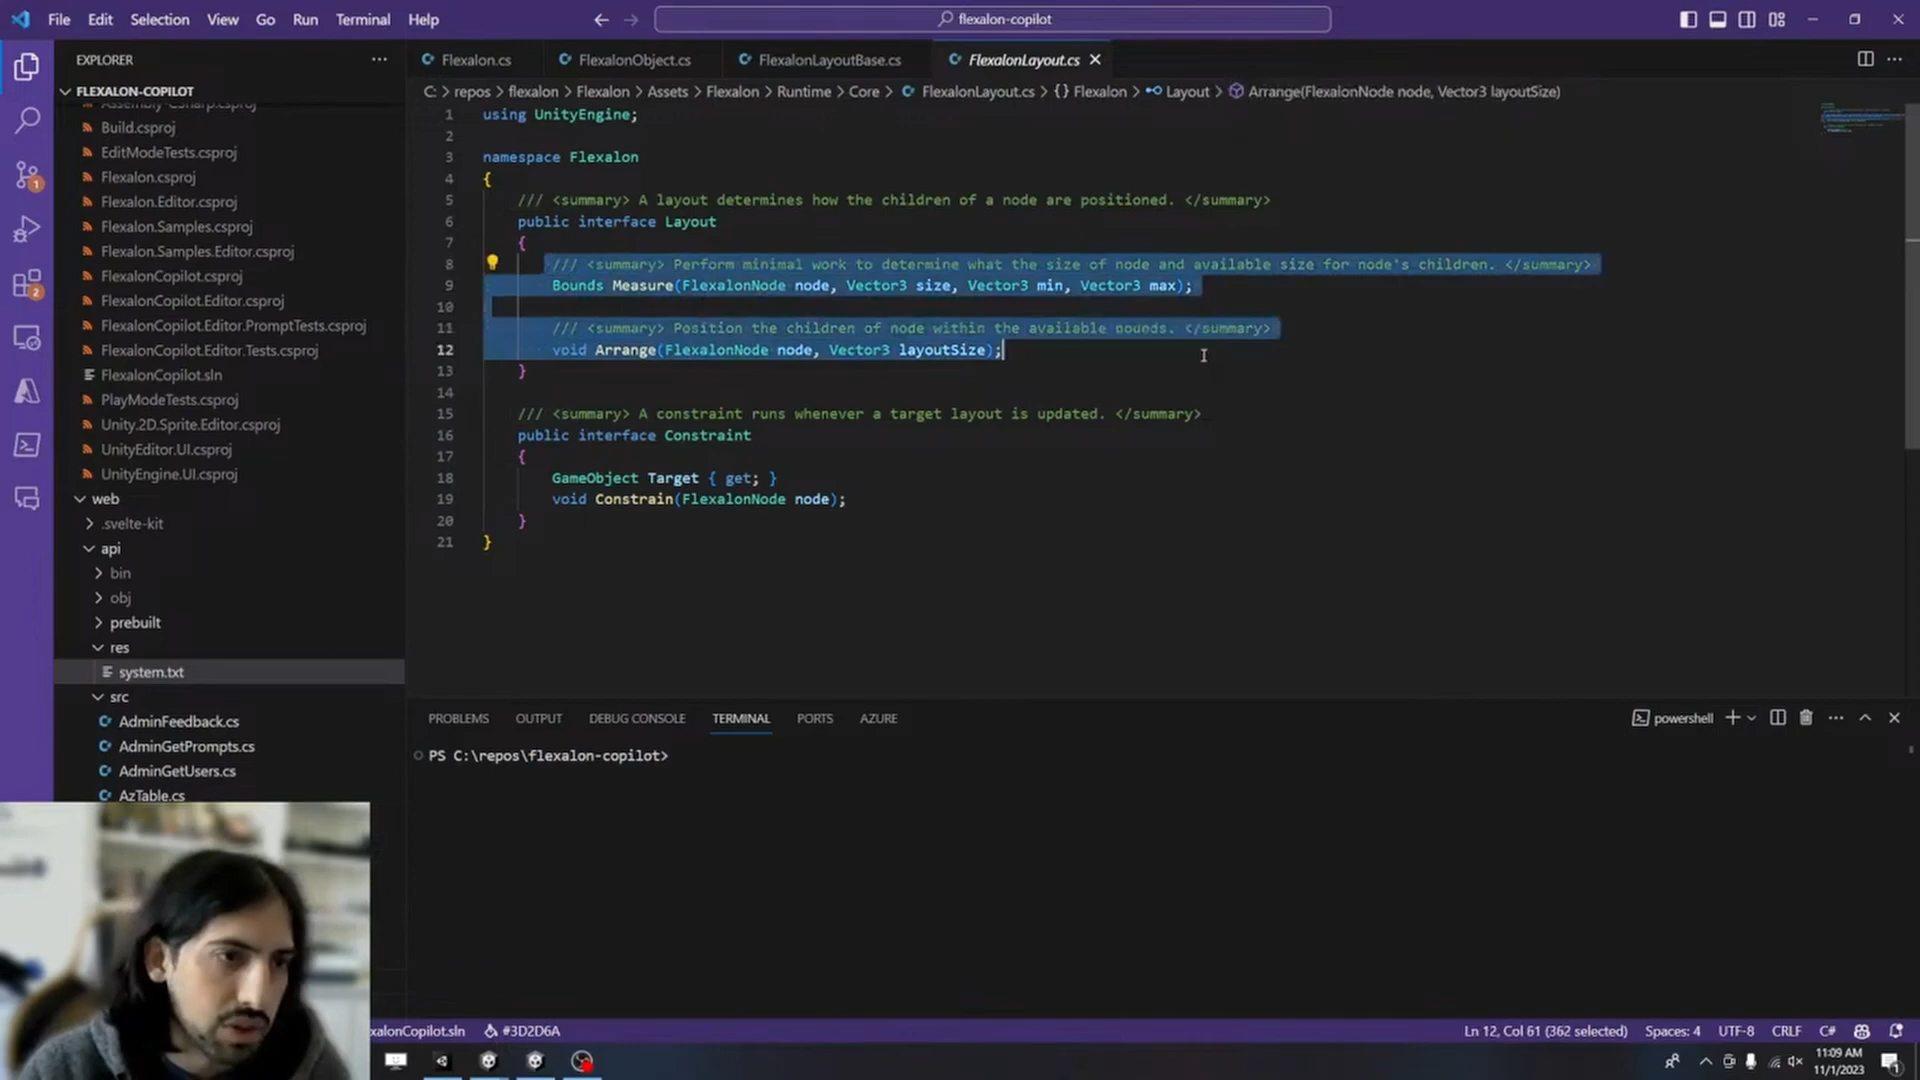 File Edit Selection View Go Run Terminal Help
flexalon-copilot
EXPLORER
FLEXALON-COPILOT
Assembly-CSharp.csproj
Build.csproj
EditModeTests.csproj
Flexalon.csproj
Flexalon.Editor.csproj
Flexalon.Samples.csproj
Flexalon.Samples.Editor.csproj
FlexalonCopilot.csproj
FlexalonCopilot.Editor.csproj
FlexalonCopilot.Editor.PromptTests.csproj
FlexalonCopilot.Editor.Tests.csproj
FlexalonCopilot.sln
PlayModeTests.csproj
Unity.2D.Sprite.Editor.csproj
UnityEditor.UI.csproj
UnityEngine.UI.csproj
web
.svelte-kit
api
bin
obj
prebuilt
res
system.txt
src
AdminFeedback.cs
AdminGetPrompts.cs
AdminGetUsers.cs
AzTable.cs
1
2
Flexalon.cs FlexalonObject.cs FlexalonLayoutBase.cs FlexalonLayout.cs
C: > repos > flexalon > Flexalon > Assets > Flexalon > Runtime > Core > FlexalonLayout.cs > {} Flexalon > Layout > Arrange(FlexalonNode node, Vector3 layoutSize)
1 using UnityEngine;
2
3 namespace Flexalon
4 {
5 /// <summary> A layout determines how the children of a node are positioned. </summary>
6 public interface Layout
7 {
8 /// <summary> Perform minimal work to determine what the size of node and available size for node's children. </summary>
9 Bounds Measure(FlexalonNode node, Vector3 size, Vector3 min, Vector3 max);
10
11 /// <summary> Position the children of node within the available bounds. </summary>
12 void Arrange(FlexalonNode node, Vector3 layoutSize);
13 }
14
15 /// <summary> A constraint runs whenever a target layout is updated. </summary>
16 public interface Constraint
17 {
18 GameObject Target { get; }
19 void Constrain(FlexalonNode node);
20 }
21 }
PROBLEMS OUTPUT DEBUG CONSOLE TERMINAL PORTS AZURE
powershell
PS C:\repos\flexalon-copilot>
xalonCopilot.sln #3D2D6A
Ln 12, Col 61 (362 selected) Spaces: 4 UTF-8 CRLF C#
11:09 AM
11/1/2023
1